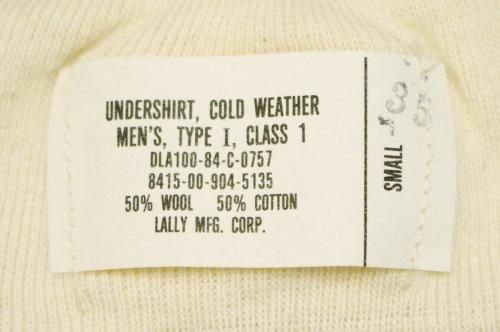 UNDERSHIRT, COLD WEATHER
MEN'S, TYPE I, CLASS 1
DLA100-84-C-0757
8415-00-904-5135
50% WOOL 50% COTTON
LALLY MFG. CORP.
SMALL